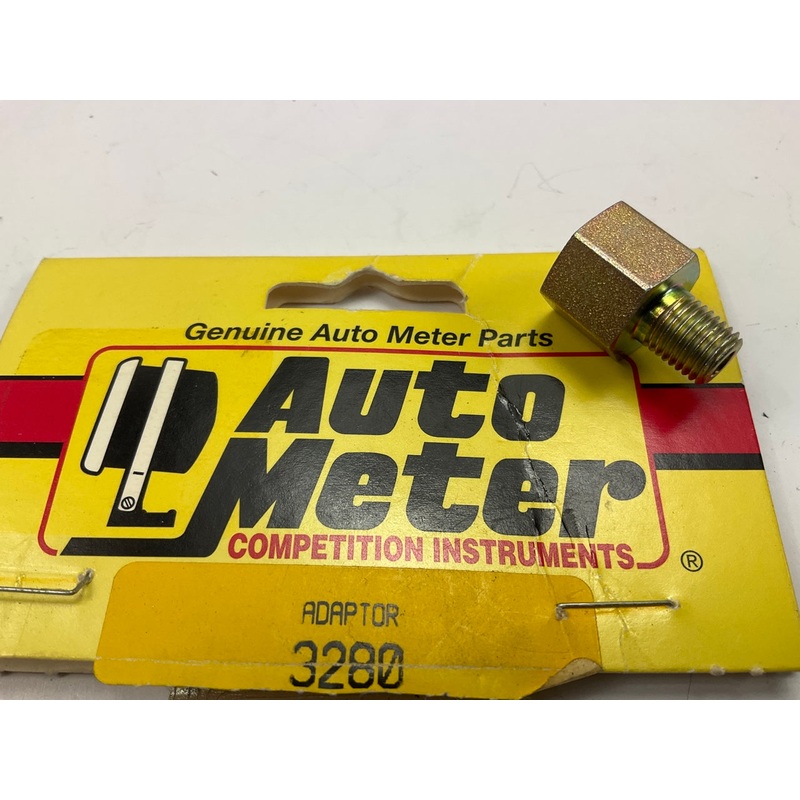 Genuine Auto Meter Parts
Auto
Meter
COMPETITION INSTRUMENTS
®
ADAPTOR
3280